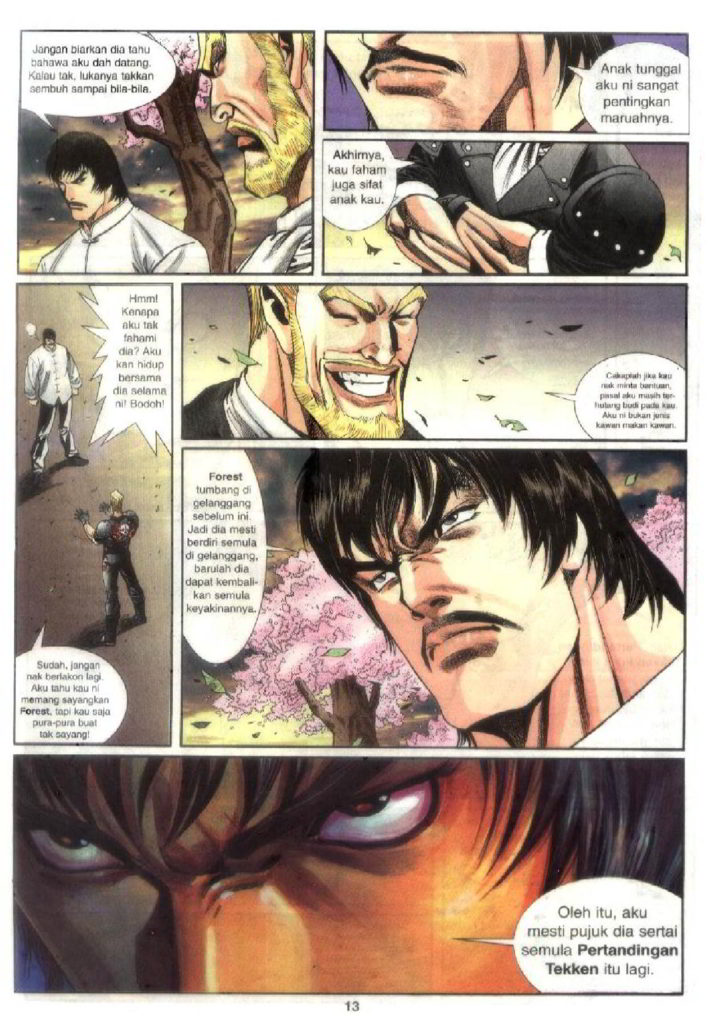 Jangan biarkan dia tahu
bahawa aku dah datang.
Kalau tak, lukanya takkan
sembuh sampai bila-bila.
Anak tunggal
aku ni sangat
pentingkan
maruahnya.
Akhirnya,
kau faham
juga sifat
anak kau.
Hmm!
Kenapa
aku tak
fahami
dia? Aku
kan hidup
bersama
dia selama
ni! Bodoh!
Cakaplah jika kau
nak minta bantuan,
pasal aku masih ter-
hutang budi pada kau.
Aku ni bukan jenis
kawan makan kawan.
Sudah, jangan
nak berlakon lagi.
Aku tahu kau ni
memang sayangkan
Forest, tapi kau saja
pura-pura buat
tak sayang!
Forest
tumbang di
gelanggang
sebelum ini.
Jadi dia mesti
berdiri semula
di gelanggang,
barulah dia
dapat kembali-
kan semula
keyakinannya.
Oleh itu, aku
mesti pujuk dia sertai
semula Pertandingan
Tekken itu lagi.
13